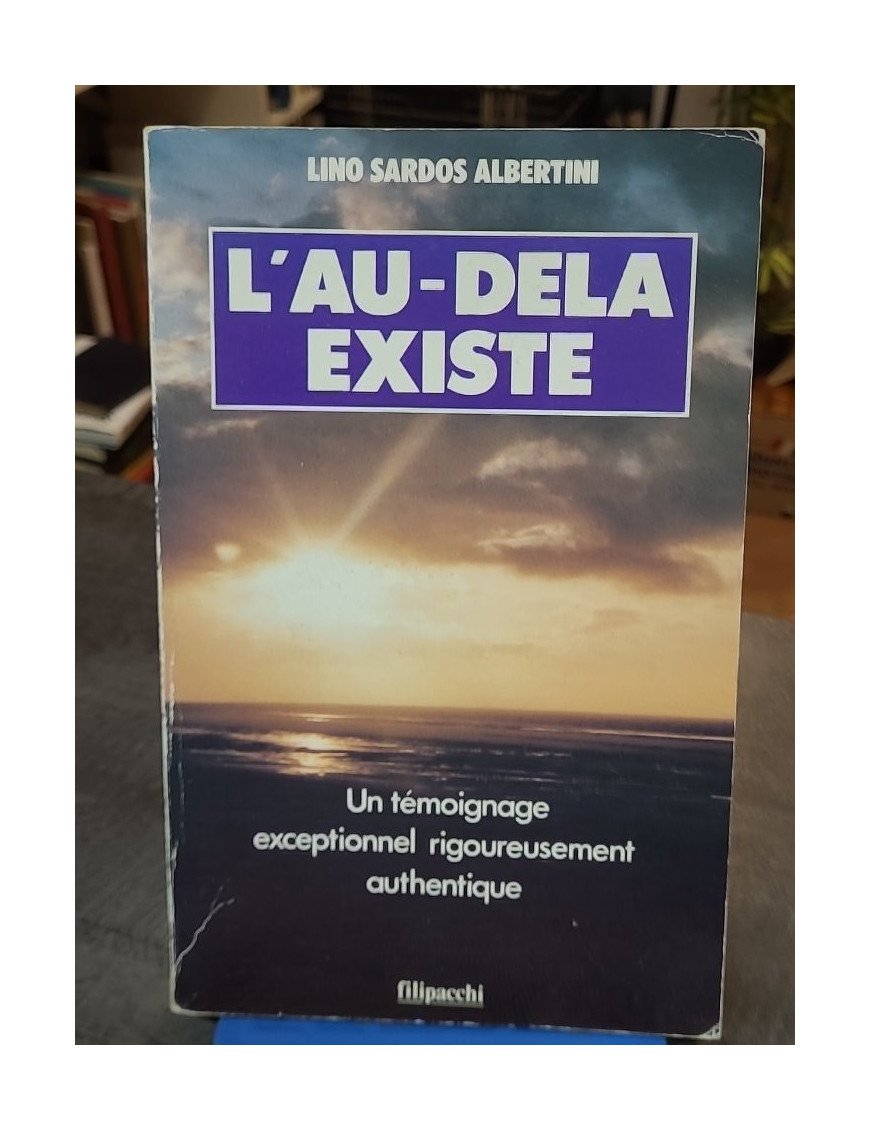 LINO SARDOS ALBERTINI
L'AU-DELA
EXISTE
Un témoignage
exceptionnel rigoureusement
authentique
filipacchi